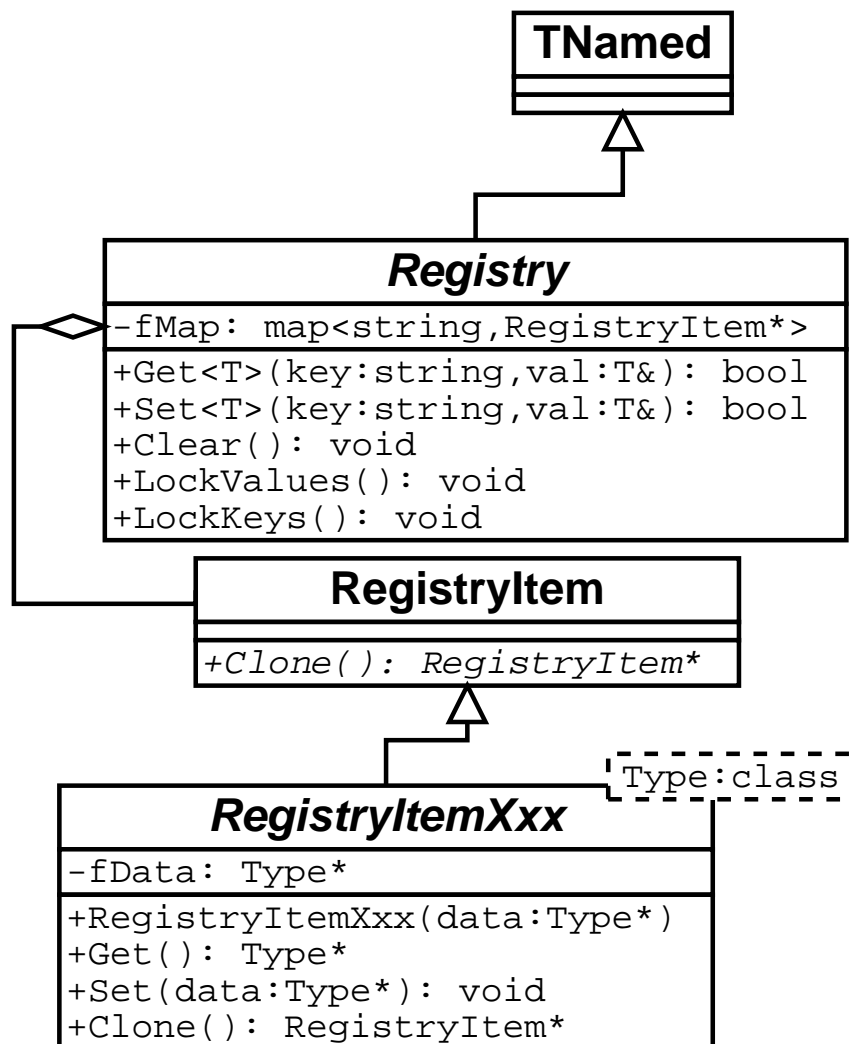 TNamed
Registry
-fMap: map<string,RegistryItem*>
+Get<T>(key:string,val:T&): bool
+Set<T>(key:string,val:T&): bool
+Clear(): void
+LockValues(): void
+LockKeys(): void
RegistryItem
+Clone(): RegistryItem*
Type:class
RegistryItemXxx
-fData: Type*
+RegistryItemXxx(data:Type*)
+Get(): Type*
+Set(data:Type*): void
+Clone(): RegistryItem*